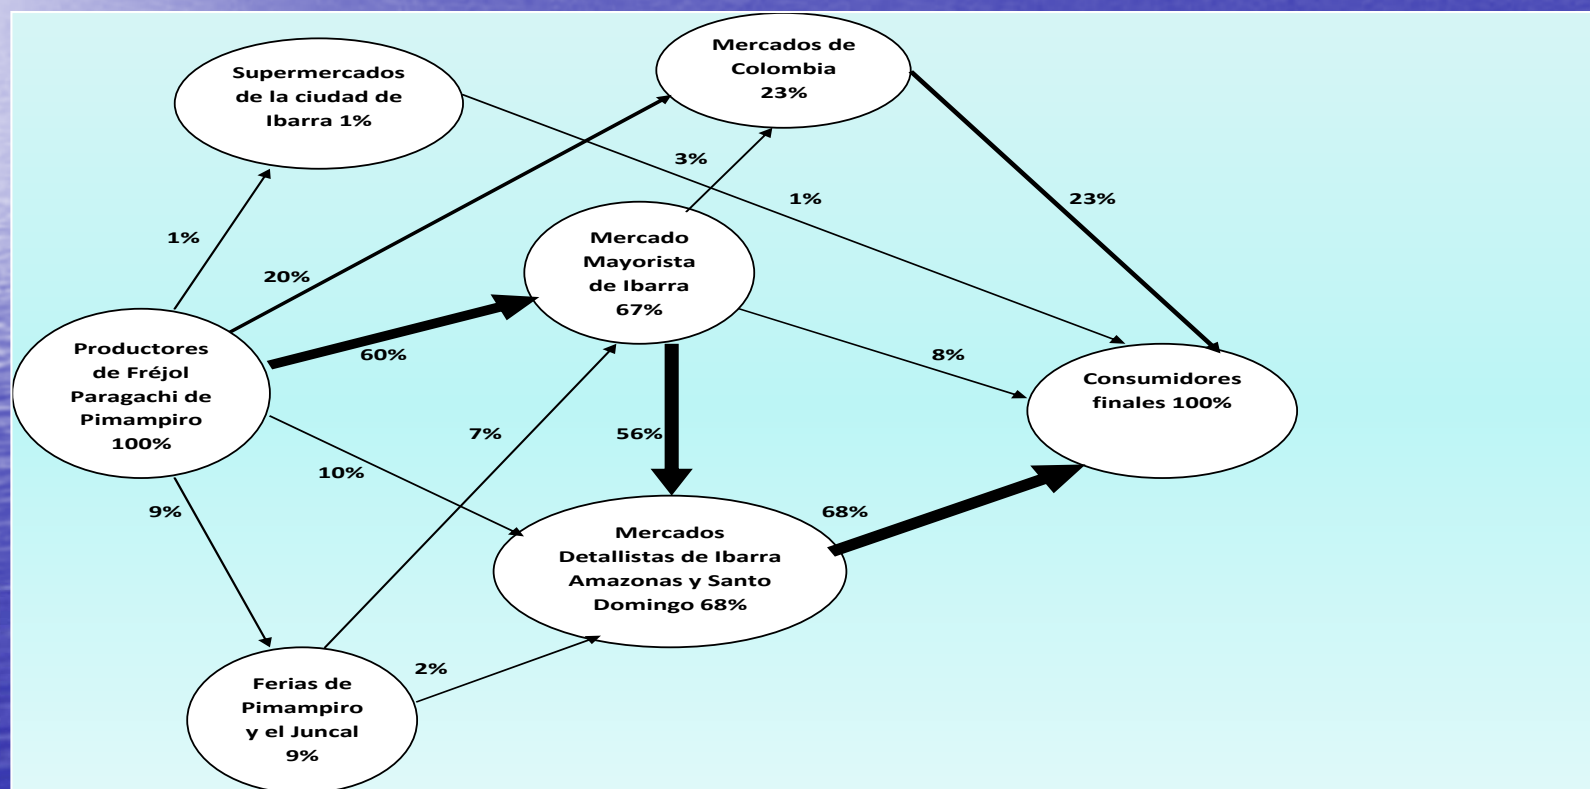 Mercados de
Colombia
23%
Supermercados
de la ciudad de
Ibarra 1%
3%
1%
23%
1%
20%
Mercado
Mayorista
de Ibarra
67%
60%
8%
Productores
de Fréjol
Paragachi de
Pimampiro
100%
Consumidores
finales 100%
7%
56%
10%
9%
68%
Mercados
Detallistas de Ibarra
Amazonas y Santo
Domingo 68%
2%
Ferias de
Pimampiro
y el Juncal
9%